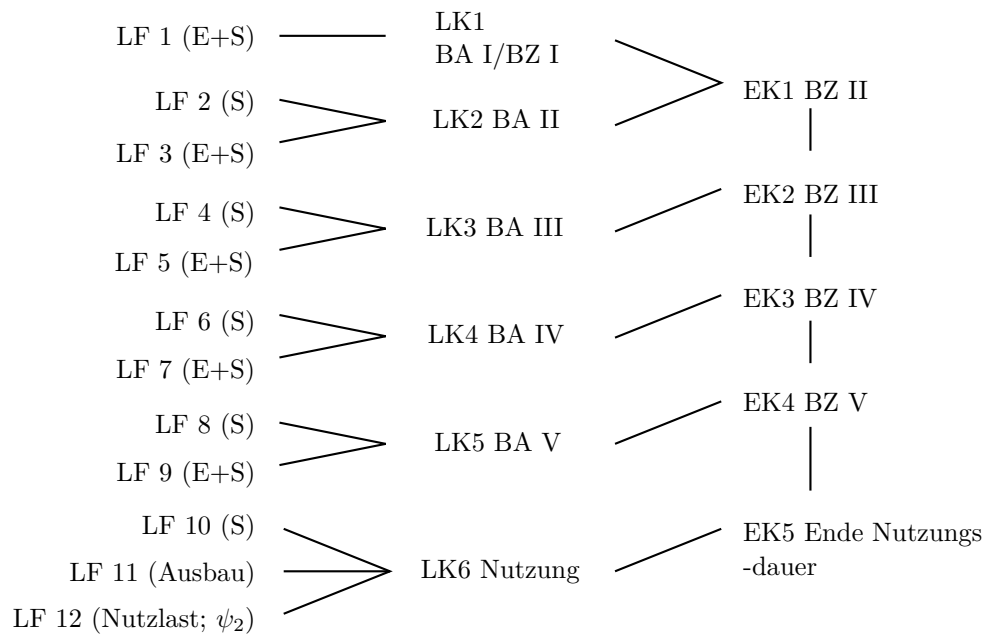 LF 1 (E+S)
LF 2 (S)
LF 3 (E+S)
LF 4 (S)
LF 5 (E+S)
LF 6 (S)
LF 7 (E+S)
LF 8 (S)
LF 9 (E+S)
LF 10 (S)
LF 11 (Ausbau)
LF 12 (Nutzlast; ψ₂)
LK1
BA I/BZ I
LK2 BA II
LK3 BA III
LK4 BA IV
LK5 BA V
LK6 Nutzung
EK1 BZ II
EK2 BZ III
EK3 BZ IV
EK4 BZ V
EK5 Ende Nutzungs
-dauer